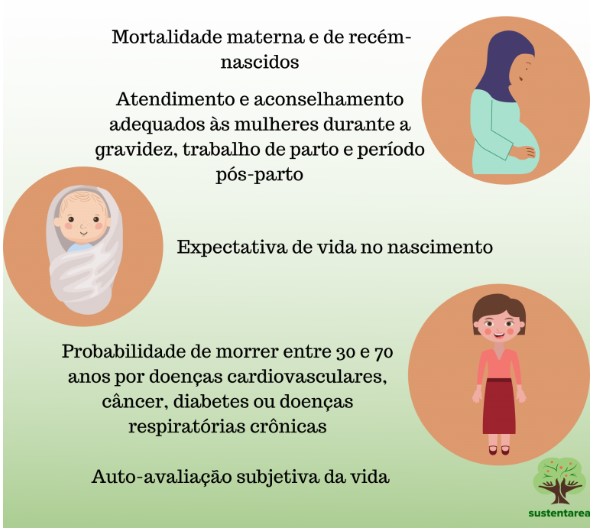 Mortalidade materna e de recém-
nascidos
Atendimento e aconselhamento
adequados às mulheres durante a
gravidez, trabalho de parto e período
pós-parto
Expectativa de vida no nascimento
Probabilidade de morrer entre 30 e 70
anos por doenças cardiovasculares,
câncer, diabetes ou doenças
respiratórias crônicas
Auto-avaliação subjetiva da vida
sustentarea